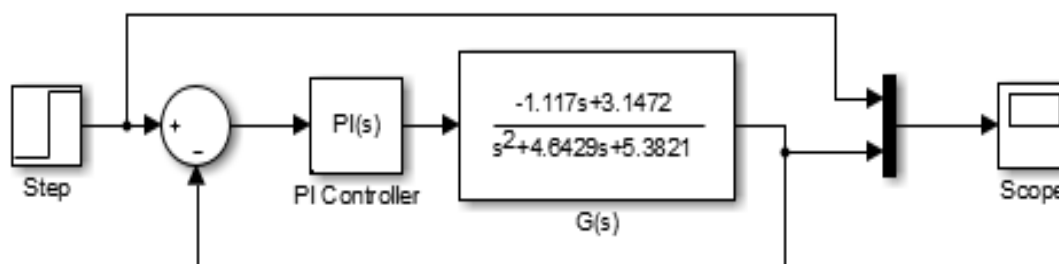 -1.117s+3.1472
+
PI(s)
s2+4.6429s+5.3821
-
Step
PI Controller
Scope
G(s)